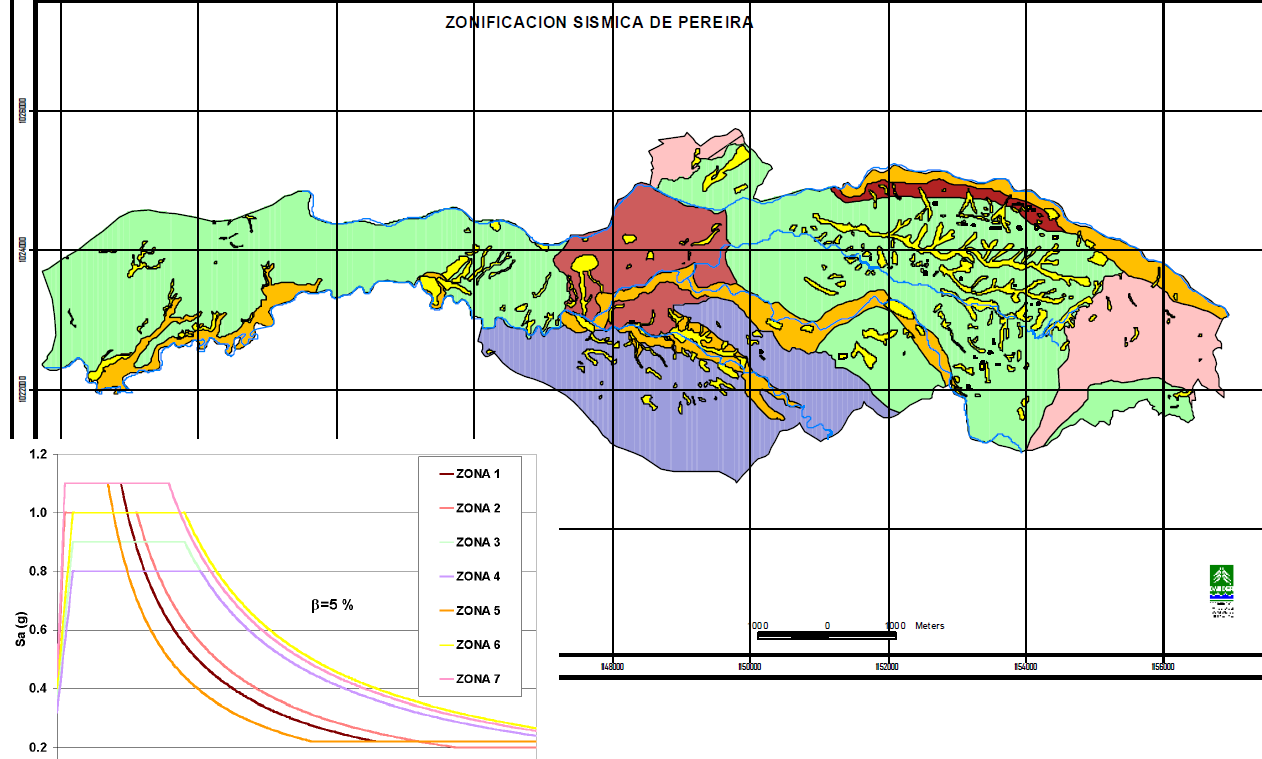 ZONIFICACION SISMICA DE PEREIRA
1026000
1024000
1022000
1.2
1.0
0.8
0.6
0.4
0.2
Sa (g)
β=5 %
ZONA 1
ZONA 2
ZONA 3
ZONA 4
ZONA 5
ZONA 6
ZONA 7
1000 0 1000 Meters
1148000 1150000 1152000 1154000 1156000